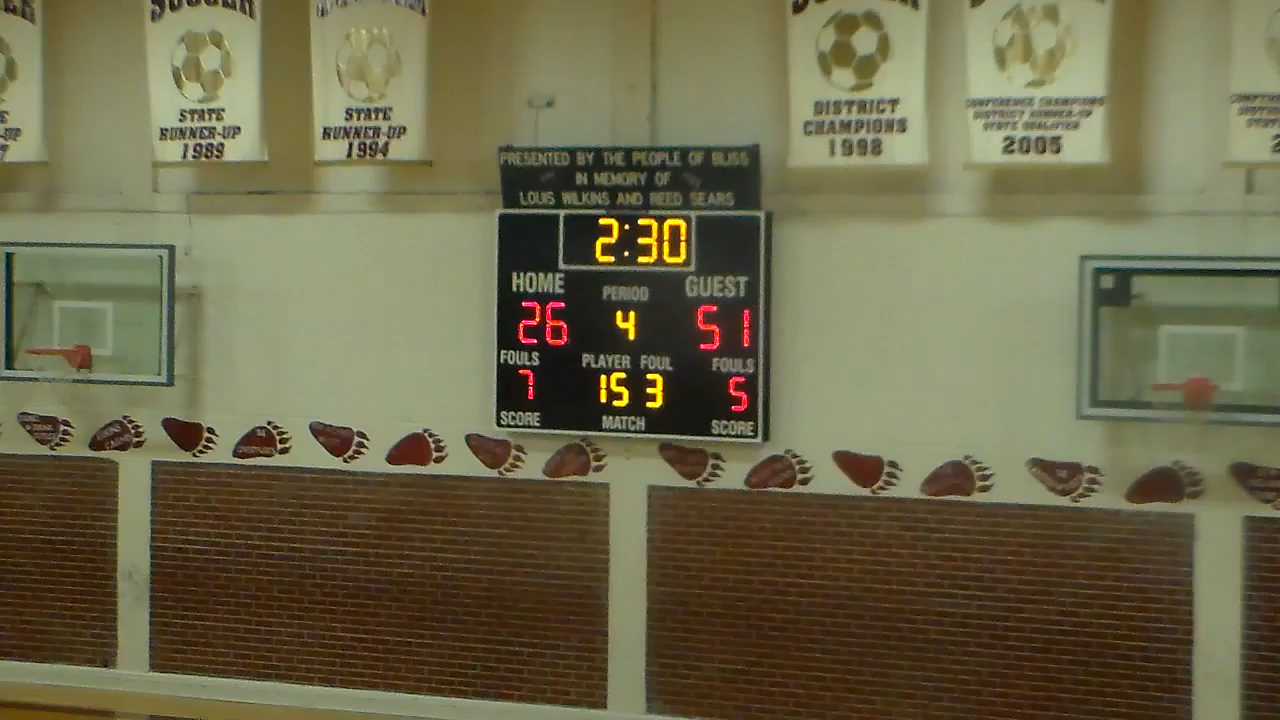 SOCCER
STATE
RUNNER-UP
1989
STATE
RUNNER-UP
1994
SOCCER
DISTRICT
CHAMPIONS
1998
CONFERENCE CHAMPIONS
DISTRICT RUNNER-UP
STATE QUALIFIER
2005
PRESENTED BY THE PEOPLE OF BLISS
IN MEMORY OF
LOUIS WILKINS AND REED SEARS
2:30
HOME
PERIOD
GUEST
26
4
51
FOULS
PLAYER FOUL
FOULS
7
15 3
5
SCORE
MATCH
SCORE